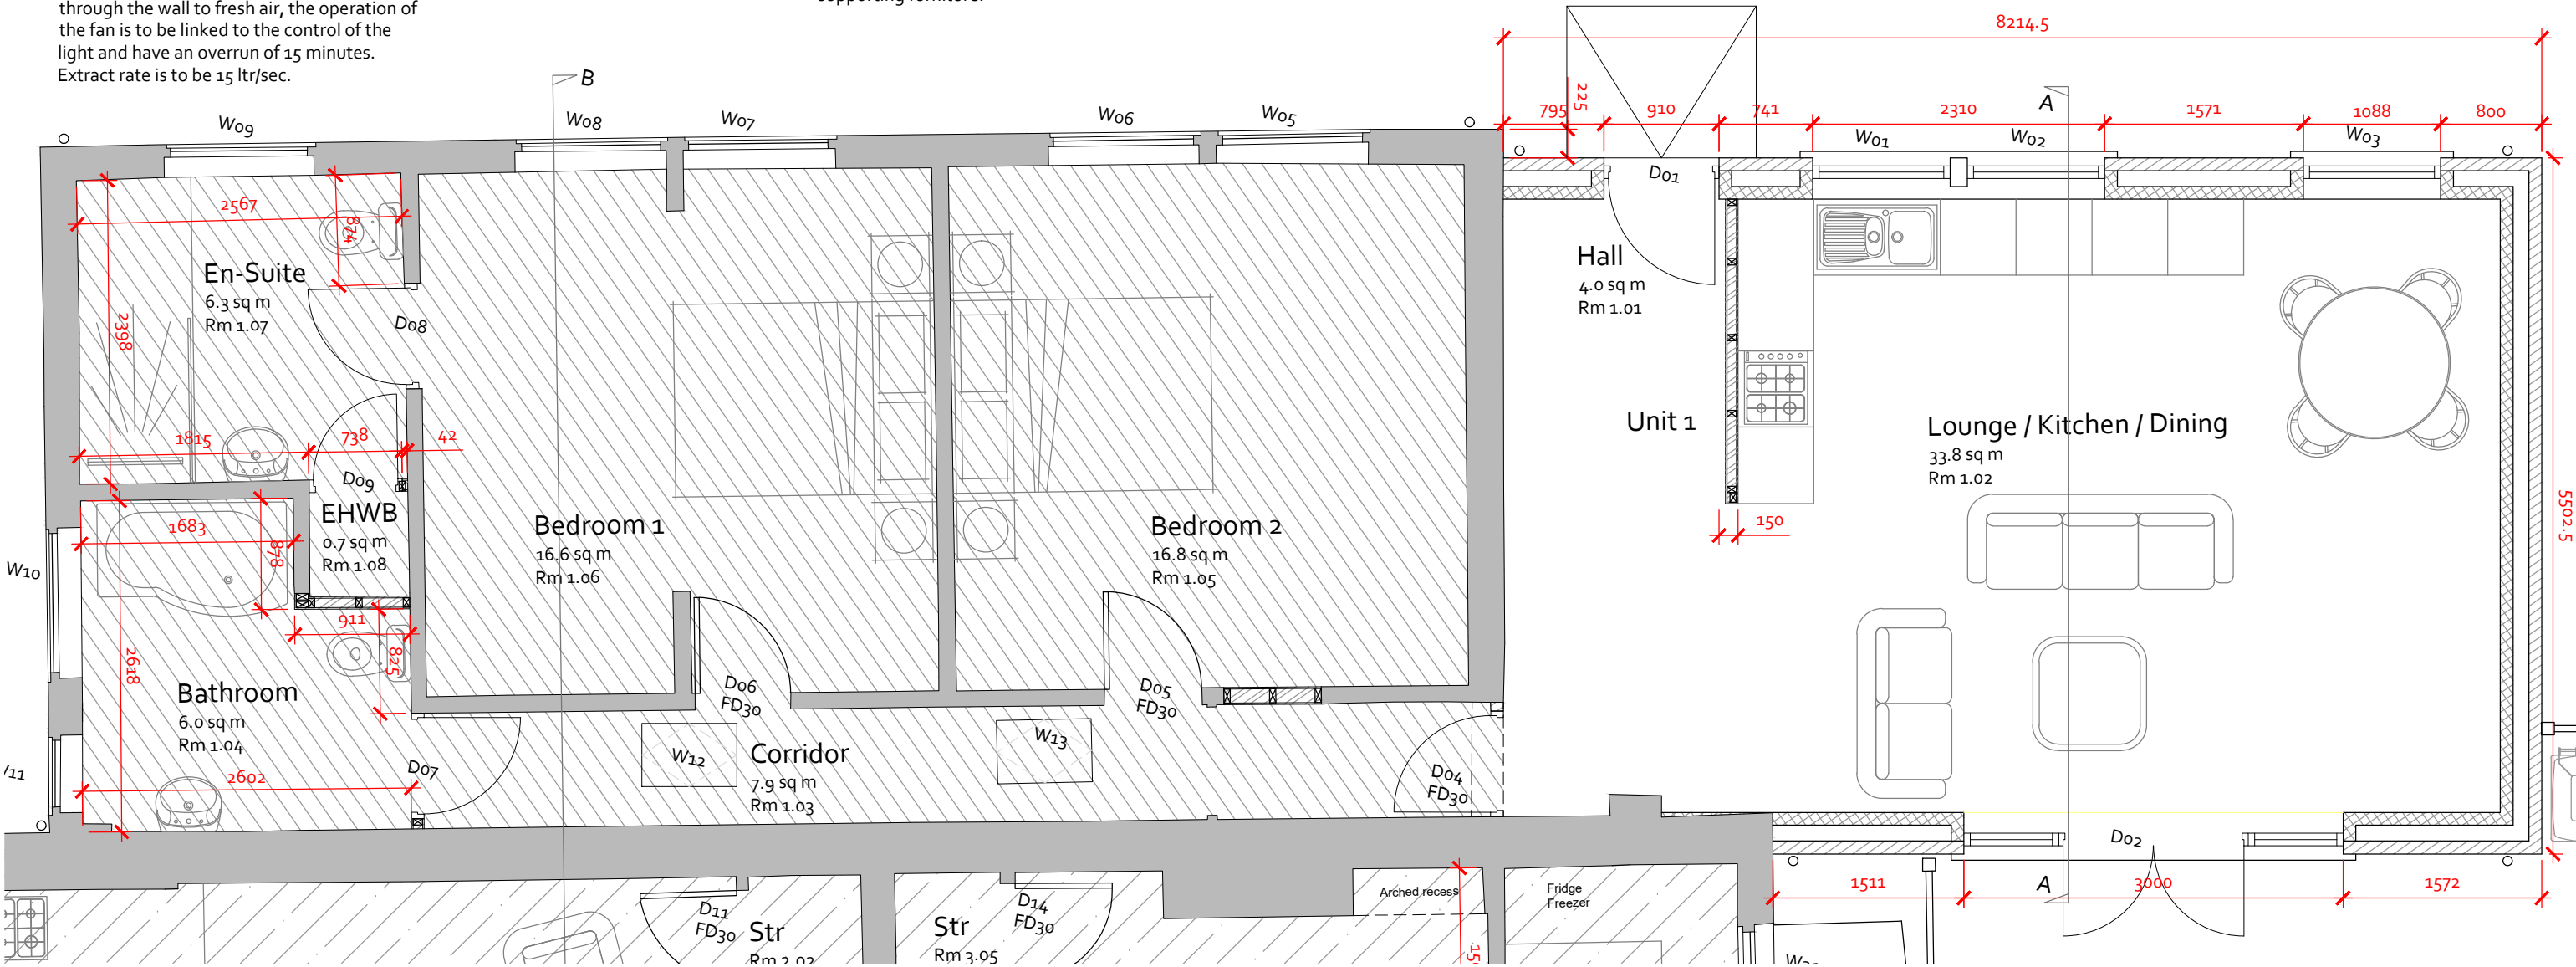 through the wall to fresh air, the operation of
the fan is to be linked to the control of the
light and have an overrun of 15 minutes.
Extract rate is to be 15 ltr/sec.
supporting furniture.
8214.5
B
A
225
795
910
741
2310
1571
1088
800
W09
W08
W07
W06
W05
W01
W02
W03
D01
2567
874
En-Suite
6.3 sq m
Rm 1.07
2398
D08
Hall
4.0 sq m
Rm 1.01
Unit 1
Lounge / Kitchen / Dining
33.8 sq m
Rm 1.02
5502.5
1815
738
42
D09
EHWB
0.7 sq m
Rm 1.08
1683
878
W10
Bedroom 1
16.6 sq m
Rm 1.06
Bedroom 2
16.8 sq m
Rm 1.05
150
911
825
2618
Bathroom
6.0 sq m
Rm 1.04
2602
D07
D06
FD30
D05
FD30
W12
Corridor
7.9 sq m
Rm 1.03
W13
D04
FD30
D02
1511
A
3000
1572
D11
FD30
Str
Rm 2.02
Str
Rm 3.05
D14
FD30
Arched recess
Fridge
Freezer